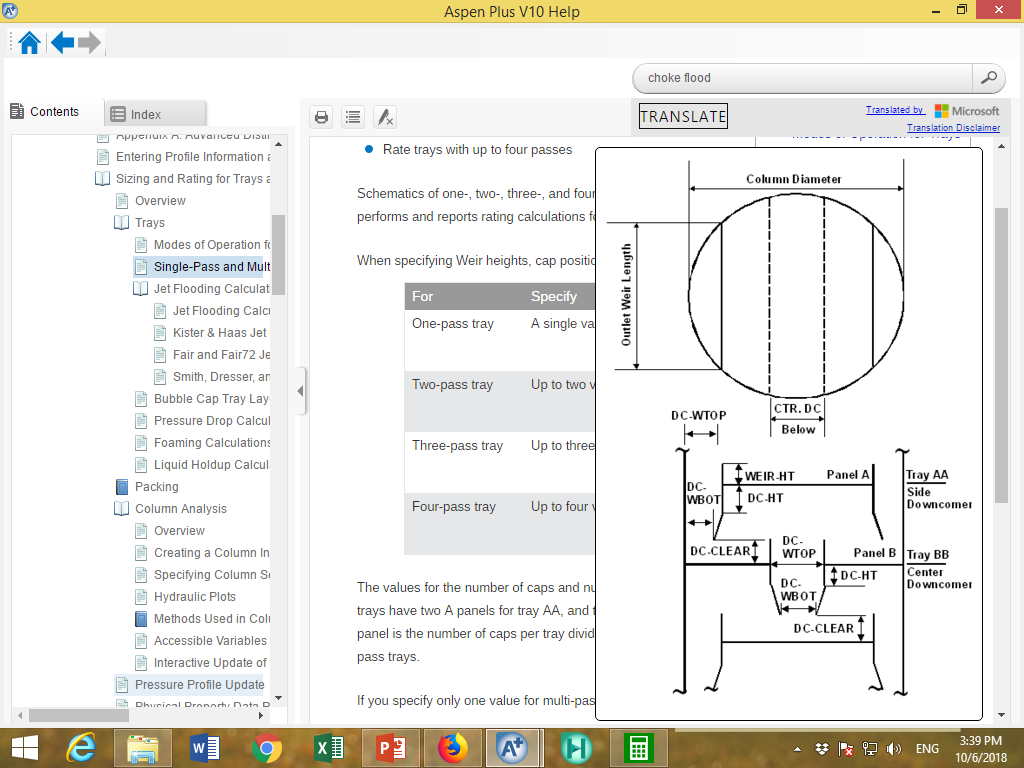 Aspen Plus V10 Help
choke flood
Contents
Index
TRANSLATE
Translated by
Microsoft
Translation Disclaimer
Appendix A: Advanced Disti
Entering Profile Information a
Sizing and Rating for Trays a
Overview
Trays
Modes of Operation fo
Single-Pass and Mult
Jet Flooding Calculat
Jet Flooding Calcu
Kister & Haas Jet
Fair and Fair72 Je
Smith, Dresser, an
Bubble Cap Tray Lay
Pressure Drop Calcul
Foaming Calculations
Liquid Holdup Calcul
Packing
Column Analysis
Overview
Creating a Column In
Specifying Column Se
Hydraulic Plots
Methods Used in Colu
Accessible Variables
Interactive Update of
Pressure Profile Update
Physical Property Data R
Modes of Operation for Trays
Rate trays with up to four passes
Schematics of one-, two-, three-, and four
performs and reports rating calculations fo
When specifying Weir heights, cap positio
For Specify
One-pass tray A single va
Two-pass tray Up to two v
Three-pass tray Up to three
Four-pass tray Up to four v
The values for the number of caps and nu
trays have two A panels for tray AA, and t
panel is the number of caps per tray divid
pass trays.
If you specify only one value for multi-pas
Column Diameter
Outlet Weir Length
CTR. DC
Below
DC-WTOP
WEIR-HT
Panel A
Tray AA
Side
Downcomer
DC-
WBOT
DC-HT
DC-CLEAR
DC-
WTOP
Panel B
Tray BB
Center
Downcomer
DC-HT
DC-
WBOT
DC-CLEAR
ENG
3:39 PM
10/6/2018